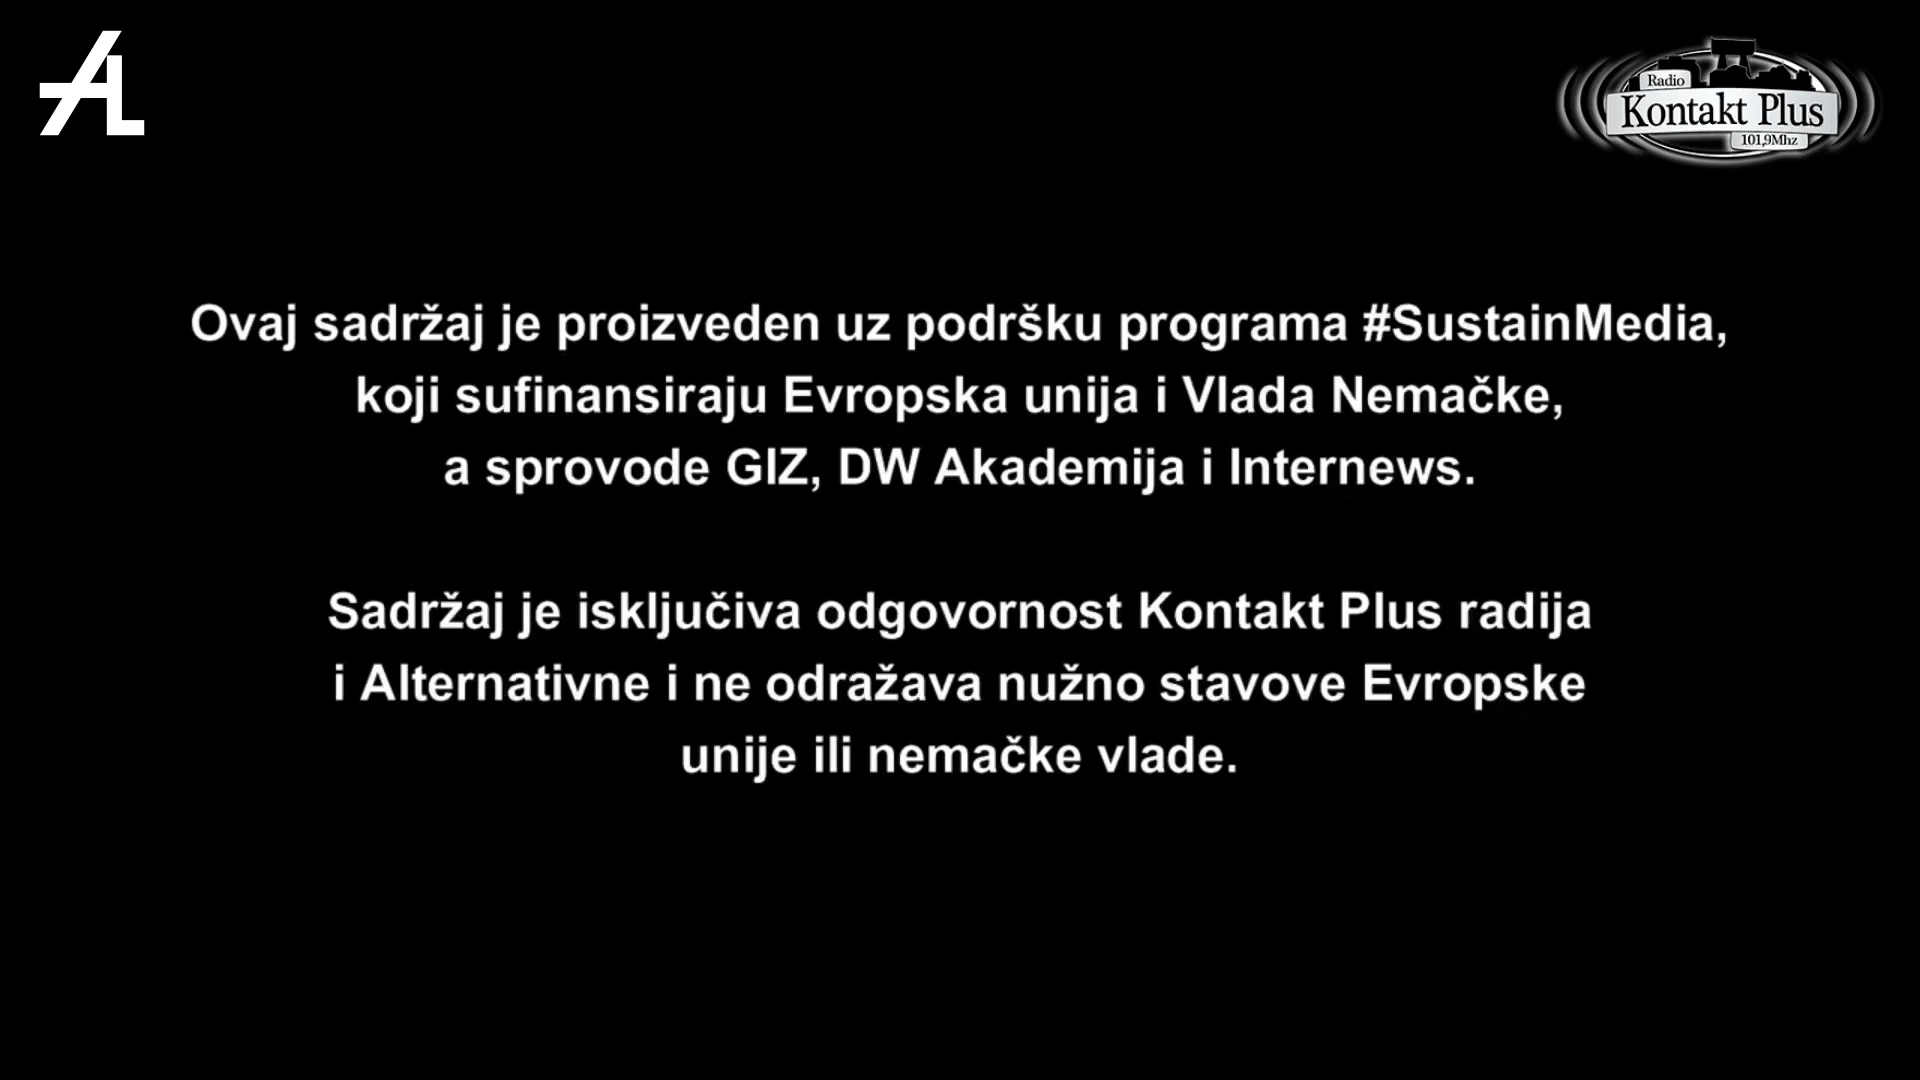 AL
Radio
Kontakt Plus
101,9Mhz
Ovaj sadržaj je proizveden uz podršku programa #SustainMedia,
koji sufinansiraju Evropska unija i Vlada Nemačke,
a sprovode GIZ, DW Akademija i Internews.
Sadržaj je isključiva odgovornost Kontakt Plus radija
i Alternativne i ne odražava nužno stavove Evropske
unije ili nemačke vlade.